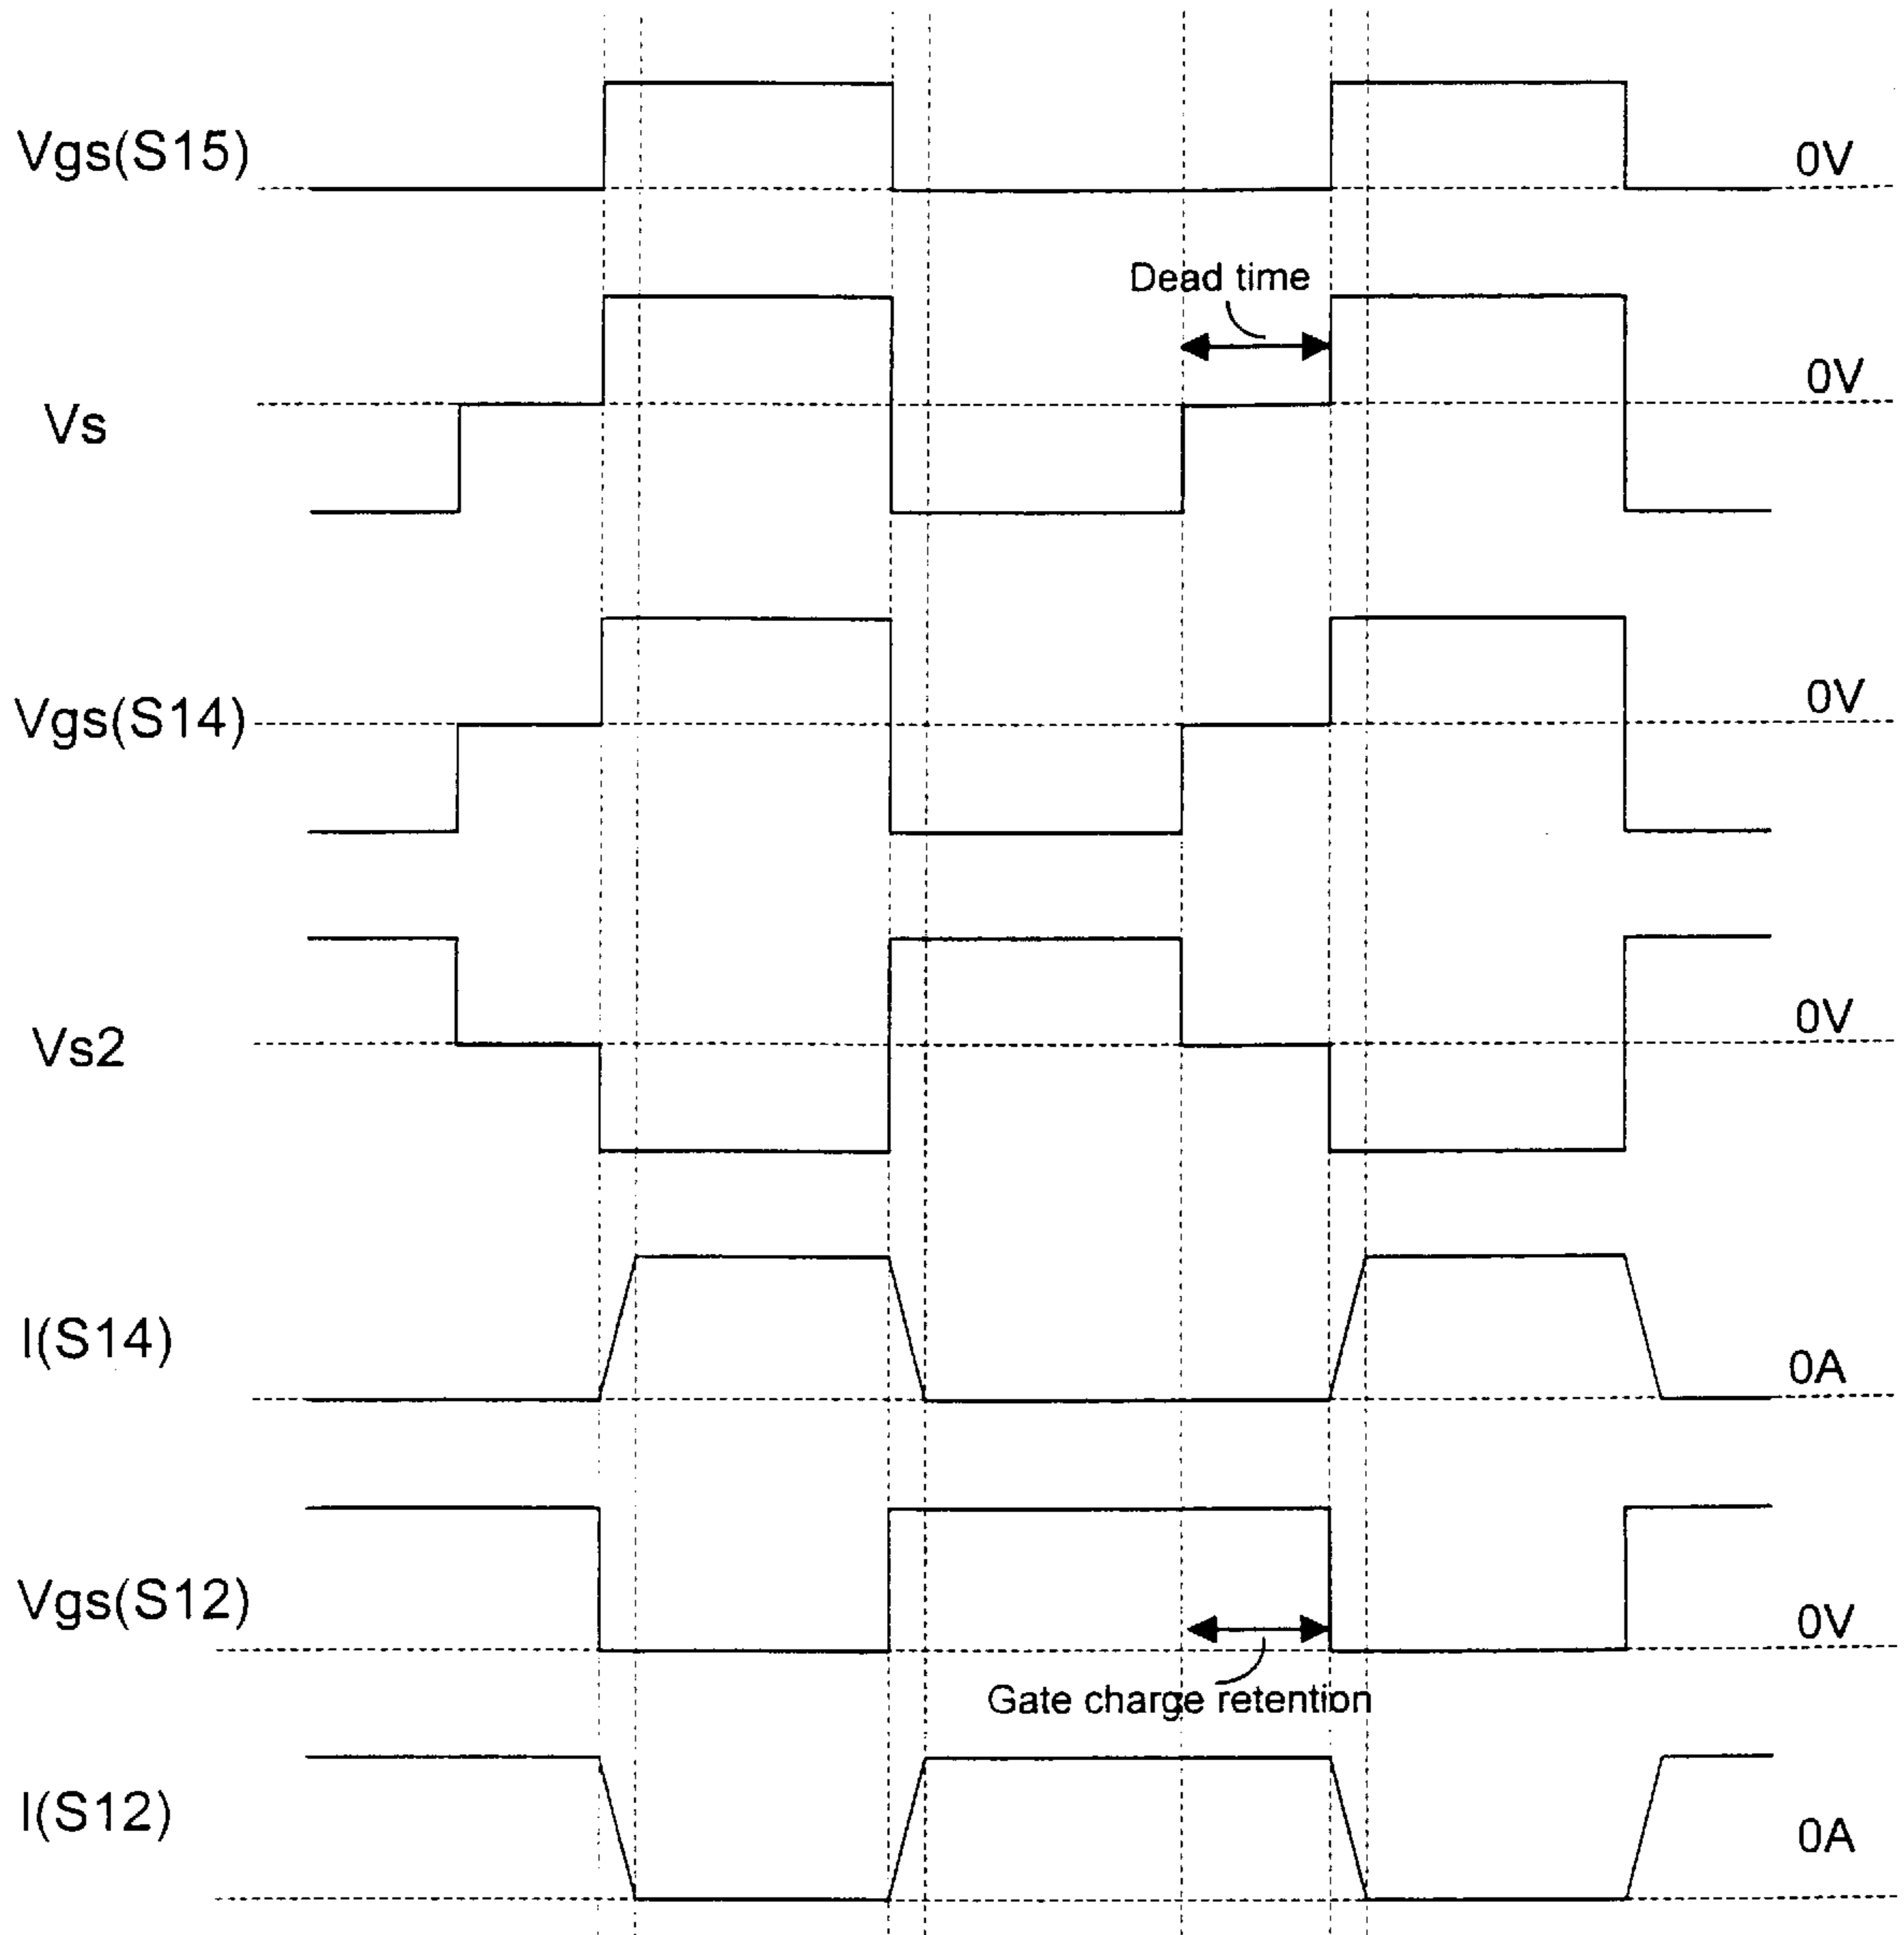 Vgs(S15)
0V
Dead time
0V
Vs
Vgs(S14)
0V
Vs2
0V
I(S14)
0A
Vgs(S12)
0V
Gate charge retention
I(S12)
0A